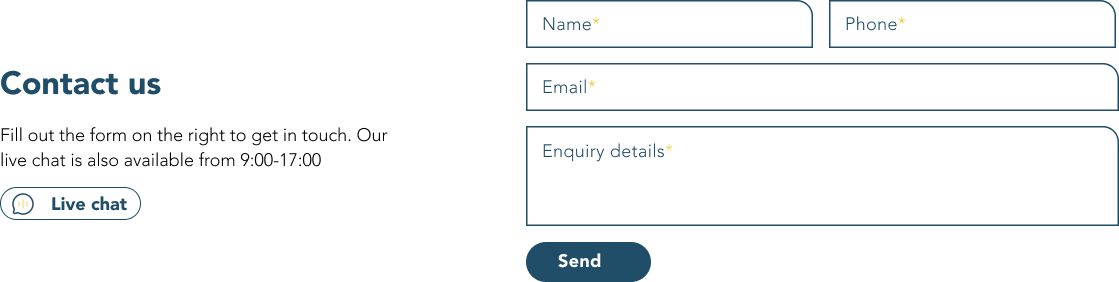 Contact us
Fill out the form on the right to get in touch. Our
live chat is also available from 9:00-17:00
Live chat
Name*
Phone*
Email*
Enquiry details*
Send